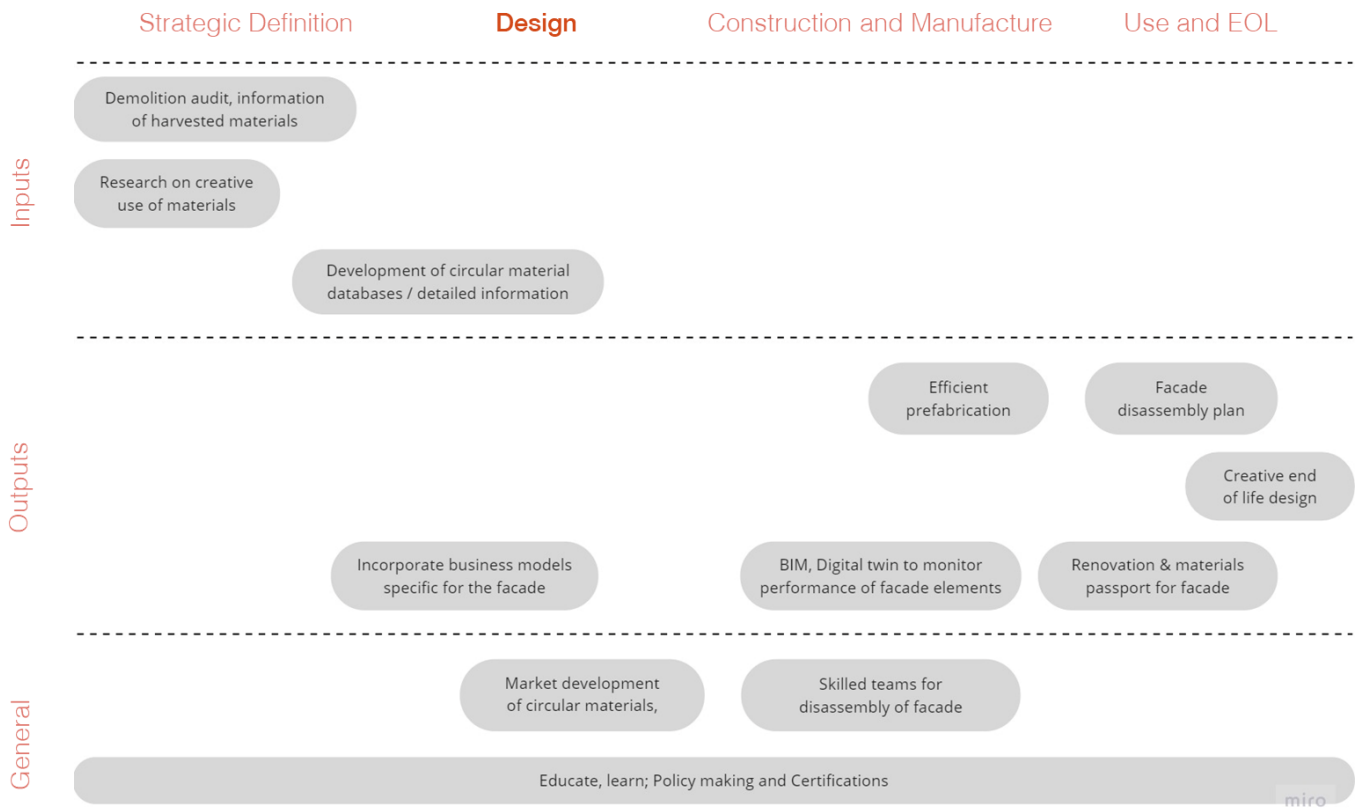 Strategic Definition
Design
Construction and Manufacture
Use and EOL
Inputs
Demolition audit, information
of harvested materials
Research on creative
use of materials
Development of circular material
databases / detailed information
Outputs
Efficient
prefabrication
Facade
disassembly plan
Creative end
of life design
Incorporate business models
specific for the facade
BIM, Digital twin to monitor
performance of facade elements
Renovation & materials
passport for facade
General
Market development
of circular materials,
Skilled teams for
disassembly of facade
Educate, learn; Policy making and Certifications
miro